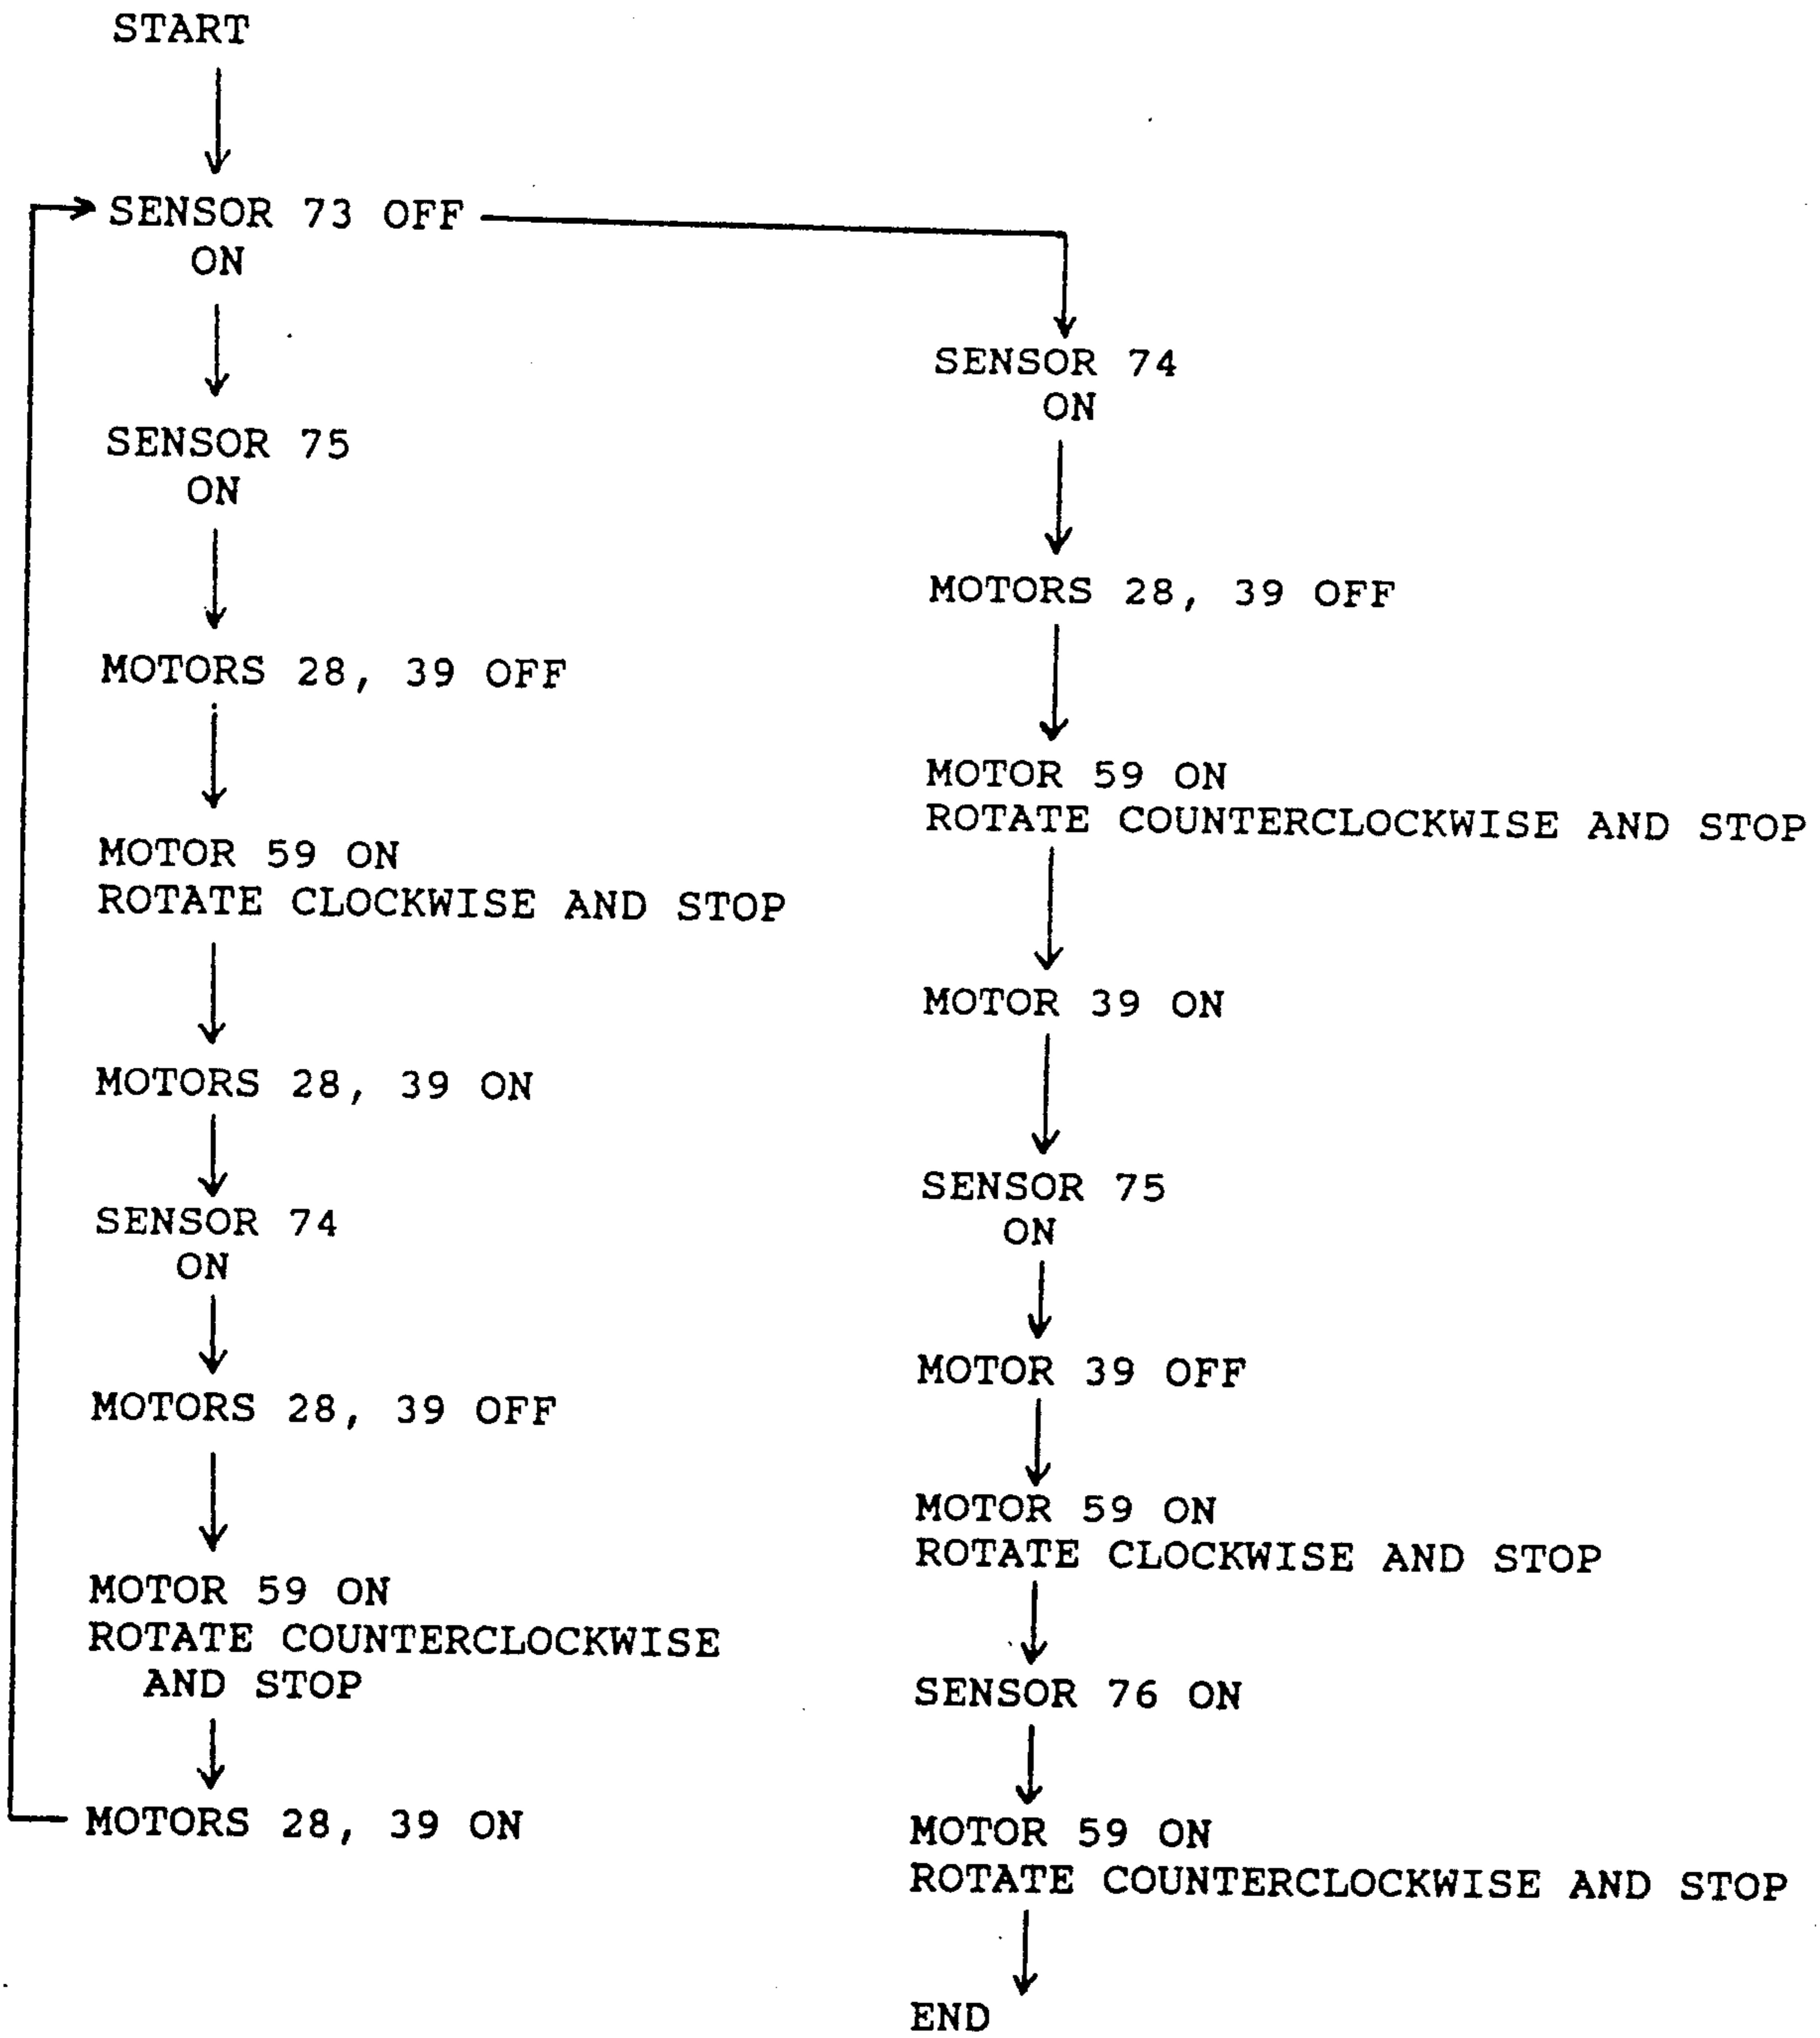 START
SENSOR 73 OFF
ON
SENSOR 75
ON
MOTORS 28, 39 OFF
MOTOR 59 ON
ROTATE CLOCKWISE AND STOP
MOTORS 28, 39 ON
SENSOR 74
ON
MOTORS 28, 39 OFF
MOTOR 59 ON
ROTATE COUNTERCLOCKWISE
AND STOP
MOTORS 28, 39 ON
SENSOR 74
ON
MOTORS 28, 39 OFF
MOTOR 59 ON
ROTATE COUNTERCLOCKWISE AND STOP
MOTOR 39 ON
SENSOR 75
ON
MOTOR 39 OFF
MOTOR 59 ON
ROTATE CLOCKWISE AND STOP
SENSOR 76 ON
MOTOR 59 ON
ROTATE COUNTERCLOCKWISE AND STOP
END